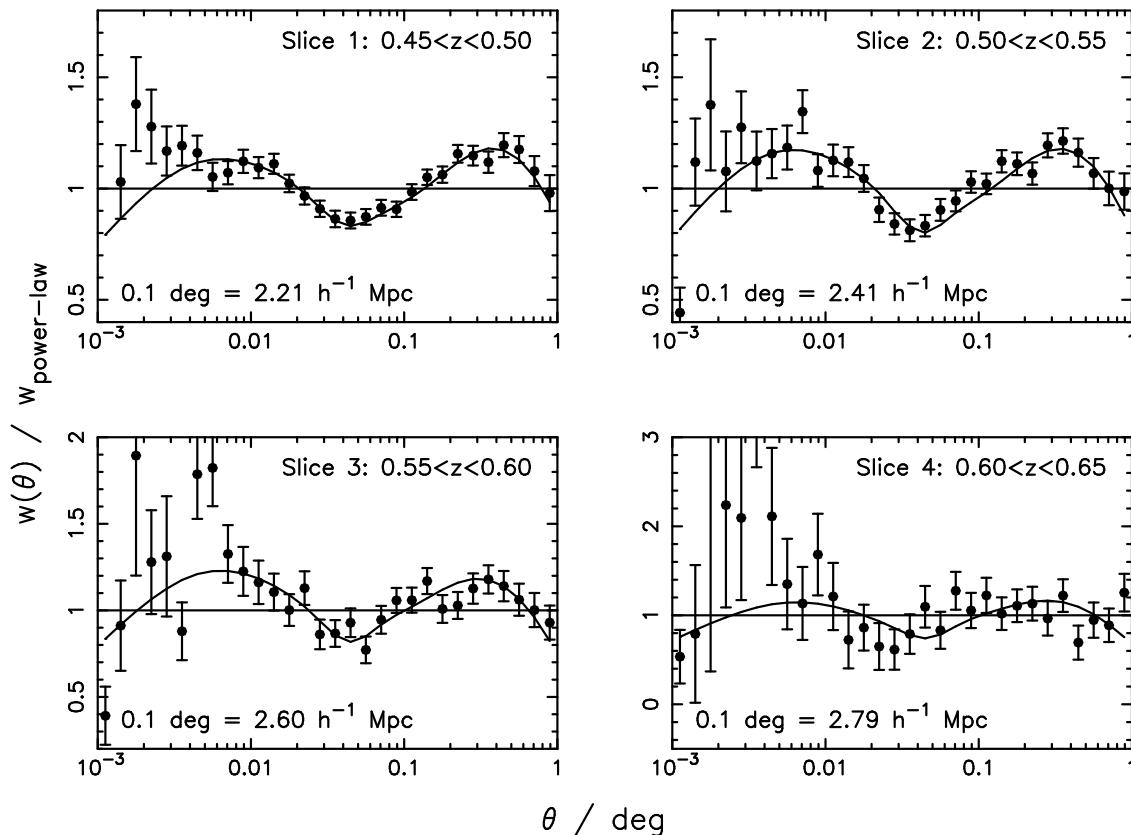 Slice 1: 0.45<z<0.50
0.1 deg = 2.21 h⁻¹ Mpc
0.5
1
1.5
10⁻³ 0.01 0.1 1
Slice 2: 0.50<z<0.55
0.1 deg = 2.41 h⁻¹ Mpc
0.5
1
1.5
10⁻³ 0.01 0.1 1
w(θ) / w_power−law
Slice 3: 0.55<z<0.60
0.1 deg = 2.60 h⁻¹ Mpc
0.5
1
1.5
2
10⁻³ 0.01 0.1 1
Slice 4: 0.60<z<0.65
0.1 deg = 2.79 h⁻¹ Mpc
0
1
2
3
10⁻³ 0.01 0.1 1
θ / deg